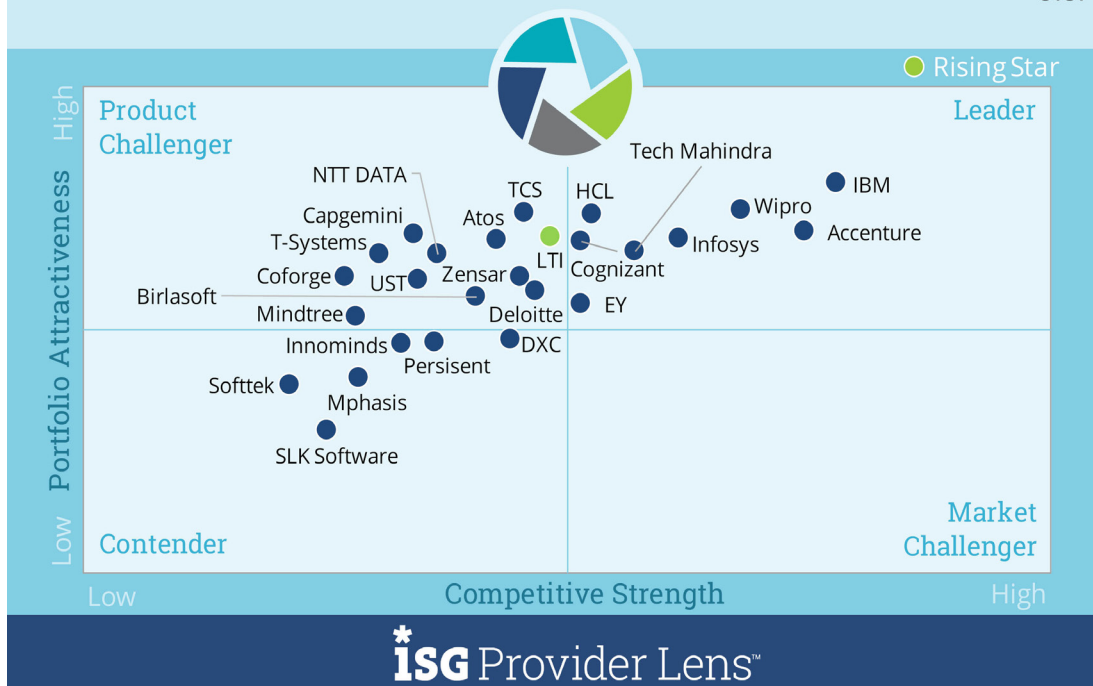 Rising Star
High
Product
Challenger
Leader
Tech Mahindra
NTT DATA
TCS
HCL
IBM
Capgemini
Atos
Wipro
T-Systems
LTI
Infosys
Accenture
Coforge
UST
Zensar
Cognizant
Birlasoft
Mindtree
Deloitte
EY
Innominds
DXC
Persisent
Softtek
Mphasis
SLK Software
Portfolio Attractiveness
Low
Contender
Market
Challenger
Low
Competitive Strength
High
*ISG Provider Lens™